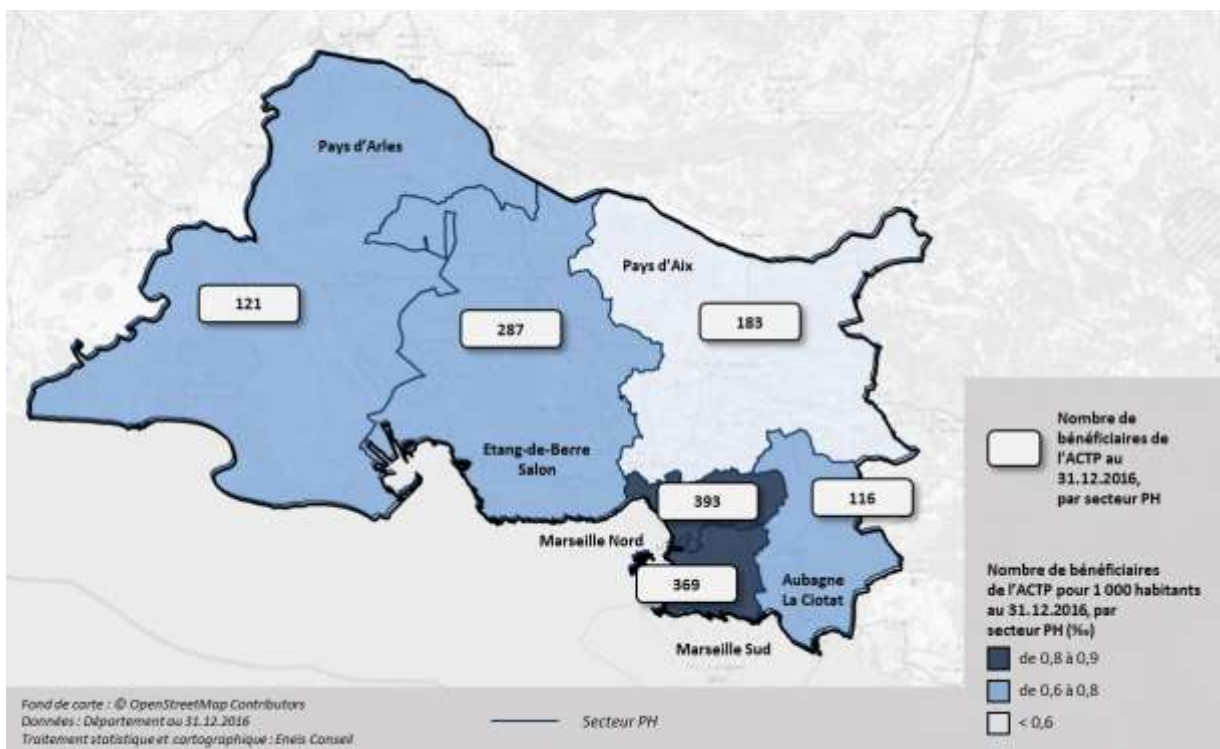 Pays d'Arles
Pays d'Aix
121
287
183
Etang-de-Berre
Salon
393
116
Marseille Nord
369
Aubagne
La Ciotat
Marseille Sud
Nombre de
bénéficiaires de
l'ACTP au
31.12.2016,
par secteur PH
Nombre de bénéficiaires
de l'ACTP pour 1 000 habitants
au 31.12.2016, par
secteur PH (‰)
de 0,8 à 0,9
de 0,6 à 0,8
< 0,6
Fond de carte : © OpenStreetMap Contributors
Données : Département au 31.12.2016
Traitement statistique et cartographique : Eneis Conseil
Secteur PH